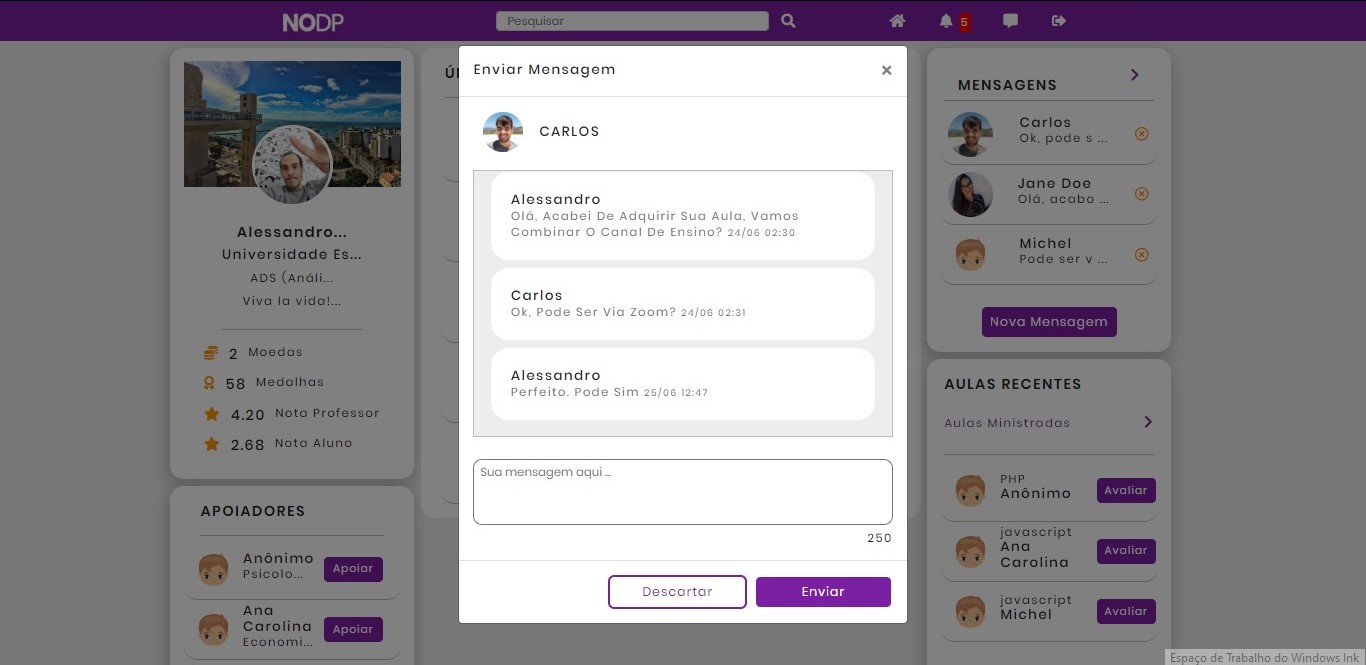 NODP
Pesquisar
5
Alessandro...
Universidade Es...
ADS (Análi...
Viva la vida!...
2 Moedas
58 Medalhas
4.20 Nota Professor
2.68 Nota Aluno
APOIADORES
Anônimo
Psicolo...
Apoiar
Ana
Carolina
Economi...
Apoiar
Enviar Mensagem
×
CARLOS
Alessandro
Olá, Acabei De Adquirir Sua Aula, Vamos
Combinar O Canal De Ensino? 24/06 02:30
Carlos
Ok, Pode Ser Via Zoom? 24/06 02:31
Alessandro
Perfeito. Pode Sim 25/06 12:47
Sua mensagem aqui ...
250
Descartar
Enviar
MENSAGENS
Carlos
Ok, pode s ...
Jane Doe
Olá, acabo ...
Michel
Pode ser v ...
Nova Mensagem
AULAS RECENTES
Aulas Ministradas
PHP
Anônimo
Avaliar
javascript
Ana
Carolina
Avaliar
javascript
Michel
Avaliar
Espaço de Trabalho do Windows Ink